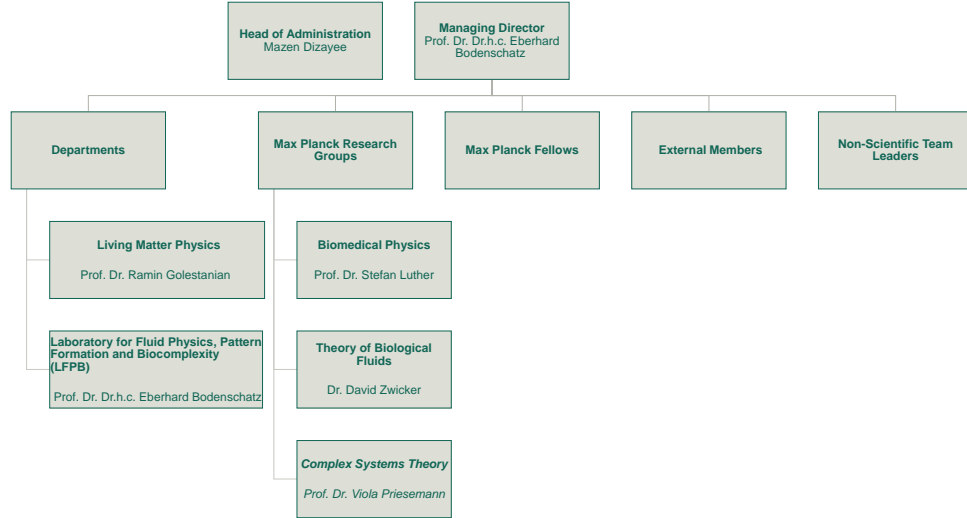 Head of Administration
Mazen Dizayee
Managing Director
Prof. Dr. Dr.h.c. Eberhard
Bodenschatz
Departments
Max Planck Research
Groups
Max Planck Fellows
External Members
Non-Scientific Team
Leaders
Living Matter Physics
Prof. Dr. Ramin Golestanian
Biomedical Physics
Prof. Dr. Stefan Luther
Laboratory for Fluid Physics, Pattern
Formation and Biocomplexity
(LFPB)
Prof. Dr. Dr.h.c. Eberhard Bodenschatz
Theory of Biological
Fluids
Dr. David Zwicker
Complex Systems Theory
Prof. Dr. Viola Priesemann